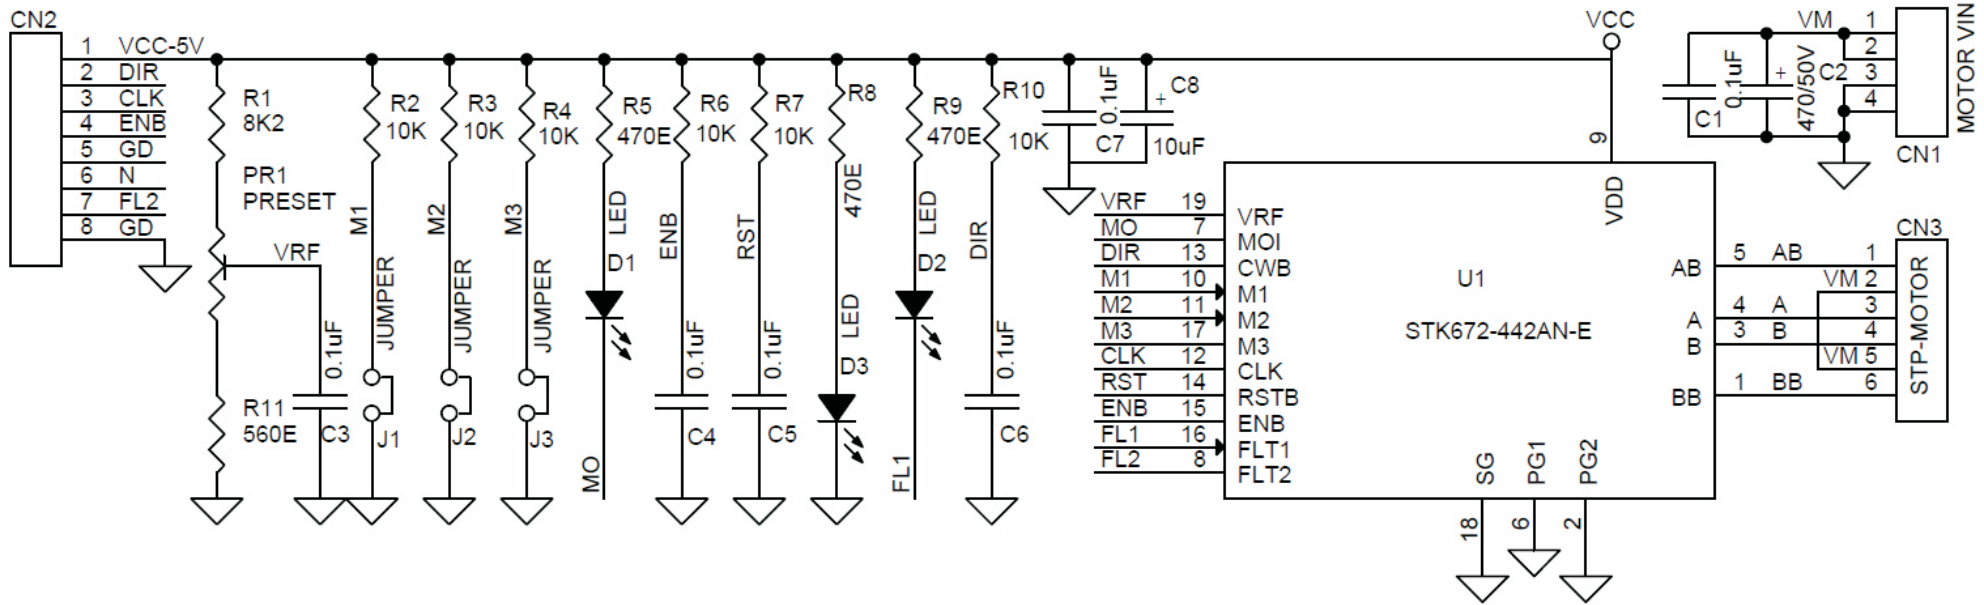 CN2
1 VCC-5V
2 DIR
3 CLK
4 ENB
5 GD
6 N
7 FL2
8 GD
R1
8K2
PR1
PRESET
VRF
R11
560E
0.1uF
C3
R2
10K
M1
JUMPER
J1
R3
10K
M2
JUMPER
J2
R4
10K
M3
JUMPER
J3
R5
470E
LED
D1
MO
R6
10K
ENB
0.1uF
C4
R7
10K
RST
0.1uF
C5
R8
470E
LED
D3
R9
470E
LED
D2
FL1
R10
10K
DIR
0.1uF
C6
0.1uF
C7
+ C8
10uF
VCC
9
VDD
VRF 19 VRF
MO 7 MOI
DIR 13 CWB
M1 10 M1
M2 11 M2
M3 17 M3
CLK 12 CLK
RST 14 RSTB
ENB 15 ENB
FL1 16 FLT1
FL2 8 FLT2
U1
STK672-442AN-E
SG
18
PG1
6
PG2
2
AB 5 AB
A 4 A
B 3 B
BB 1 BB
CN3
1
VM 2
3
4
VM 5
6
STP-MOTOR
VM 1
2
3
4
MOTOR VIN
CN1
0.1uF
C1
+ C2
470/50V